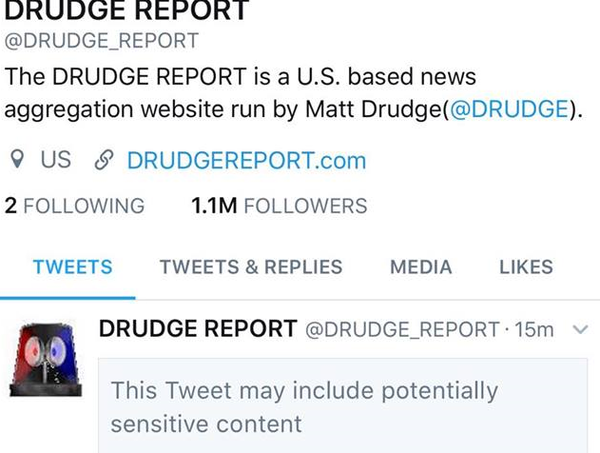 DRUDGE REPORT
@DRUDGE_REPORT
The DRUDGE REPORT is a U.S. based news
aggregation website run by Matt Drudge(@DRUDGE).
US DRUDGEREPORT.com
2 FOLLOWING 1.1M FOLLOWERS
TWEETS TWEETS & REPLIES MEDIA LIKES
DRUDGE REPORT @DRUDGE_REPORT · 15m
This Tweet may include potentially
sensitive content